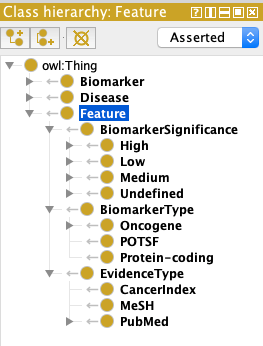 Class hierarchy: Feature
Asserted
owl:Thing
Biomarker
Disease
Feature
BiomarkerSignificance
High
Low
Medium
Undefined
BiomarkerType
Oncogene
POTSF
Protein-coding
EvidenceType
CancerIndex
MeSH
PubMed